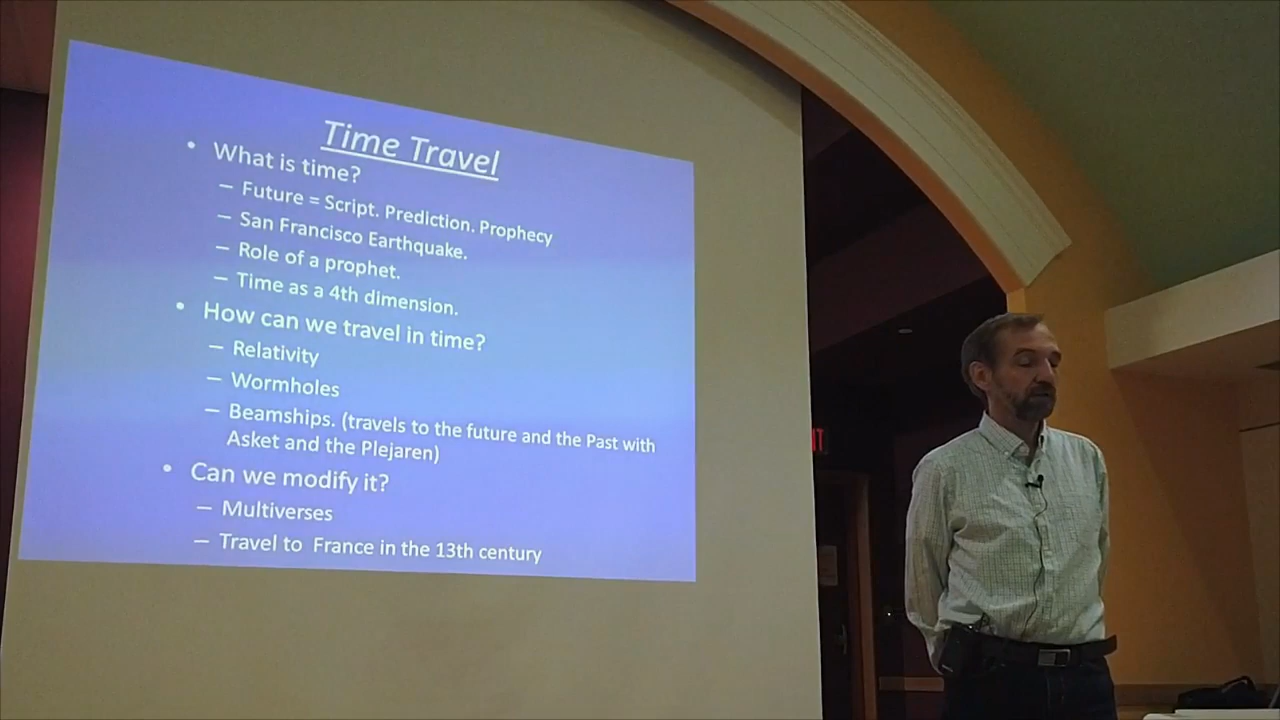 Time Travel
• What is time?
– Future = Script. Prediction. Prophecy
– San Francisco Earthquake.
– Role of a prophet.
– Time as a 4th dimension.
• How can we travel in time?
– Relativity
– Wormholes
– Beamships. (travels to the future and the Past with
Asket and the Plejaren)
• Can we modify it?
– Multiverses
– Travel to France in the 13th century